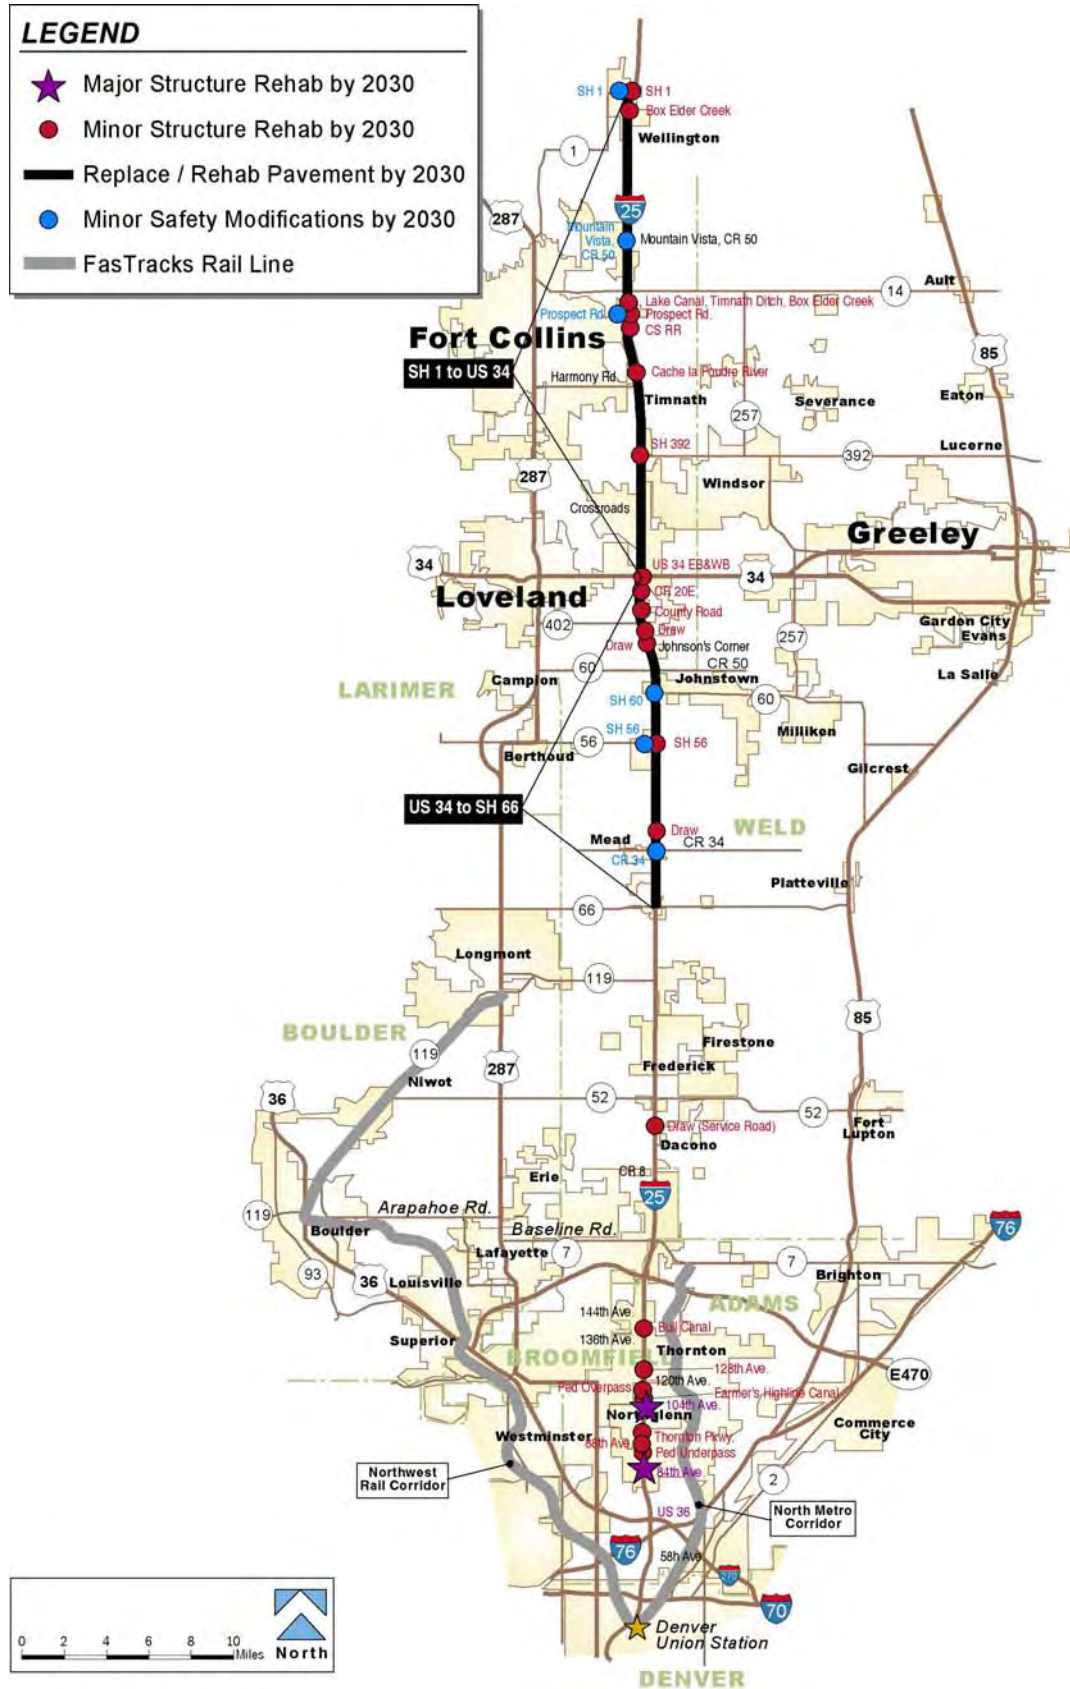 LEGEND
Major Structure Rehab by 2030
Minor Structure Rehab by 2030
Replace / Rehab Pavement by 2030
Minor Safety Modifications by 2030
FasTracks Rail Line
SH 1
SH 1
Box Elder Creek
Wellington
1
25
287
Mountain
Vista,
CR 50
Mountain Vista, CR 50
Ault
14
Lake Canal, Timnath Ditch, Box Elder Creek
Prospect Rd.
Prospect Rd.
CS RR
Fort Collins
85
SH 1 to US 34
Harmony Rd.
Cache la Poudre River
Timnath
Severance
Eaton
257
SH 392
392
Lucerne
287
Windsor
Crossroads
Greeley
34
US 34 EB&WB
34
Loveland
CR 20E
County Road
402
Draw
Draw
Johnson's Corner
257
Garden City
Evans
60
CR 50
La Salle
LARIMER
Campion
Johnstown
SH 60
60
Milliken
SH 56
56
SH 56
Berthoud
Gilcrest
US 34 to SH 66
Draw
WELD
Mead
CR 34
CR 34
Platteville
66
Longmont
119
BOULDER
85
119
Firestone
Frederick
287
Niwot
36
52
52
Draw (Service Road)
Fort
Lupton
Dacono
CR 8
Erie
25
119
Arapahoe Rd.
Boulder
Baseline Rd.
76
Lafayette
7
7
93
36
Louisville
Brighton
144th Ave.
ADAMS
Bull Canal
136th Ave.
Superior
Thornton
BROOMFIELD
128th Ave.
E470
120th Ave.
Ped Overpass
Farmer's Highline Canal
104th Ave.
Northglenn
Commerce
City
Westminster
Thornton Pkwy.
88th Ave.
Ped Underpass
84th Ave.
Northwest
Rail Corridor
2
US 36
North Metro
Corridor
76
58h Ave.
270
70
Denver
Union Station
DENVER
0 2 4 6 8 10
Miles
North